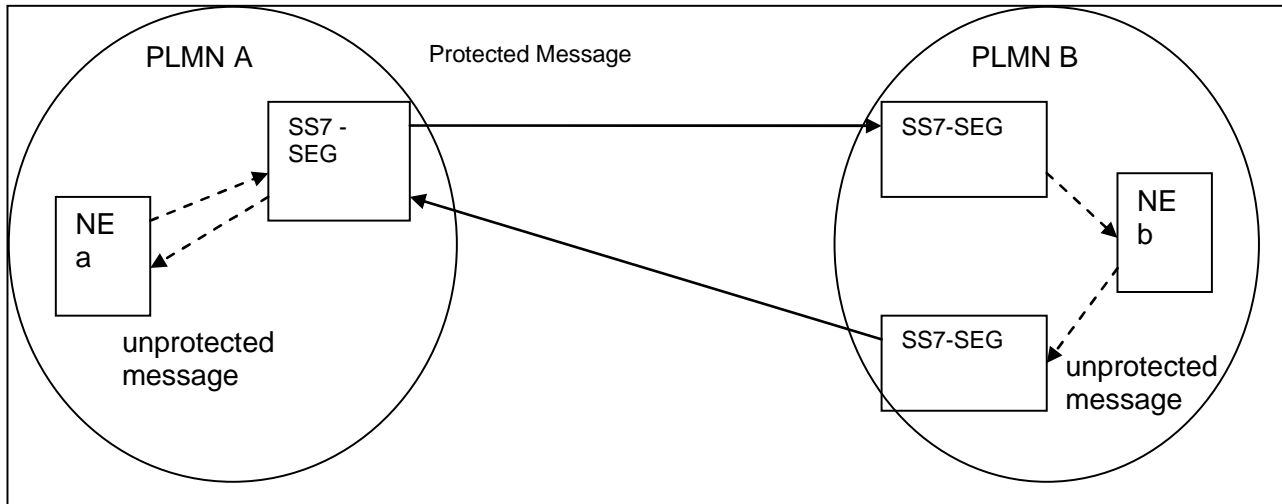 PLMN A
Protected Message
PLMN B
SS7 -
SEG
SS7-SEG
NE
a
NE
b
unprotected
message
SS7-SEG
unprotected
message